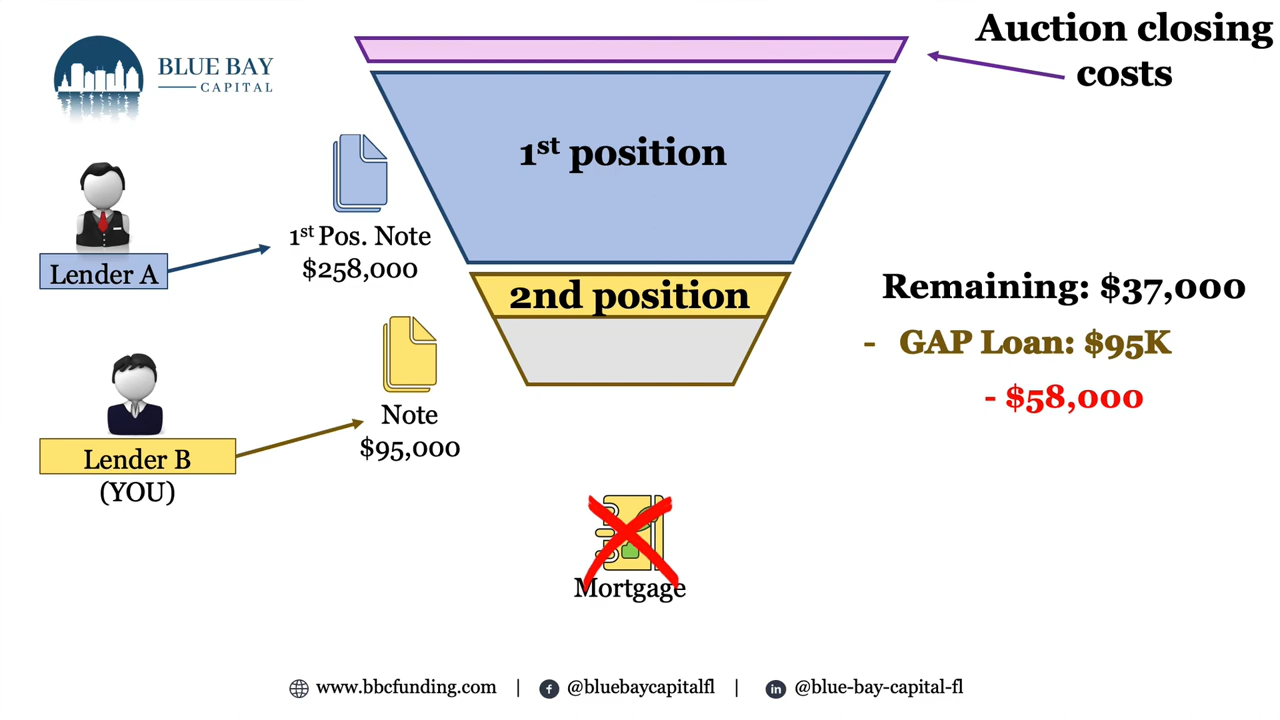 Auction closing
costs
BLUE BAY
CAPITAL
1st position
1st Pos. Note
$258,000
Lender A
2nd position
Remaining: $37,000
- GAP Loan: $95K
- $58,000
Note
$95,000
Lender B
(YOU)
Mortgage
www.bbcfunding.com | @bluebaycapitalfl | @blue-bay-capital-fl